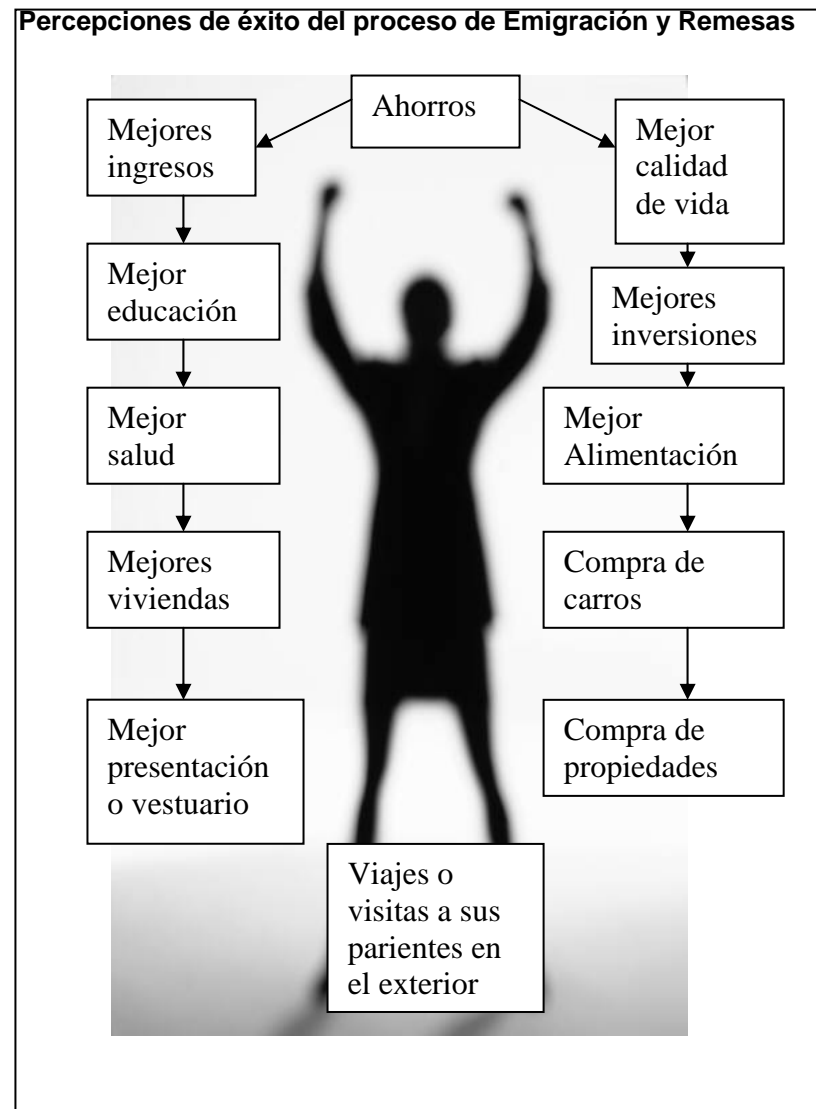 Percepciones de éxito del proceso de Emigración y Remesas
Ahorros
Mejores
ingresos
Mejor
educación
Mejor
salud
Mejores
viviendas
Mejor
presentación
o vestuario
Mejor
calidad
de vida
Mejores
inversiones
Mejor
Alimentación
Compra de
carros
Compra de
propiedades
Viajes o
visitas a sus
parientes en
el exterior